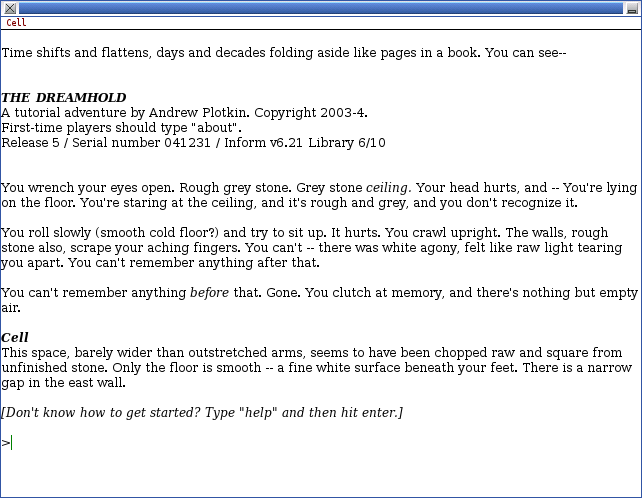 Cell
Time shifts and flattens, days and decades folding aside like pages in a book. You can see--
THE DREAMHOLD
A tutorial adventure by Andrew Plotkin. Copyright 2003-4.
First-time players should type "about".
Release 5 / Serial number 041231 / Inform v6.21 Library 6/10
You wrench your eyes open. Rough grey stone. Grey stone ceiling. Your head hurts, and -- You're lying
on the floor. You're staring at the ceiling, and it's rough and grey, and you don't recognize it.
You roll slowly (smooth cold floor?) and try to sit up. It hurts. You crawl upright. The walls, rough
stone also, scrape your aching fingers. You can't -- there was white agony, felt like raw light tearing
you apart. You can't remember anything after that.
You can't remember anything before that. Gone. You clutch at memory, and there's nothing but empty
air.
Cell
This space, barely wider than outstretched arms, seems to have been chopped raw and square from
unfinished stone. Only the floor is smooth -- a fine white surface beneath your feet. There is a narrow
gap in the east wall.
[Don't know how to get started? Type "help" and then hit enter.]
>